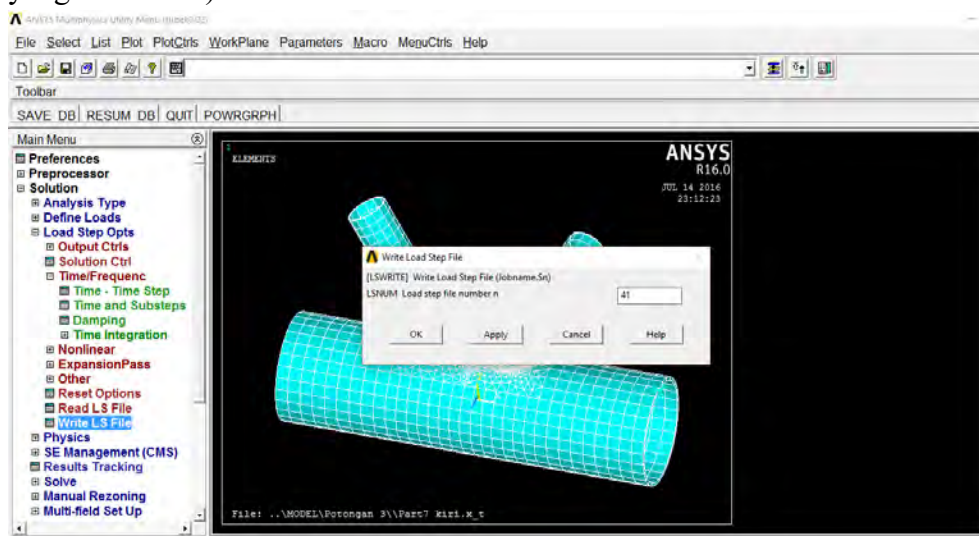 ANSYS Multiphysics Utility Menu
File Select List Plot PlotCtrls WorkPlane Parameters Macro MenuCtrls Help
Toolbar
SAVE_DB RESUM_DB QUIT POWRGRPH
Main Menu
Preferences
Preprocessor
Solution
Analysis Type
Define Loads
Load Step Opts
Output Ctrls
Solution Ctrl
Time/Frequenc
Time - Time Step
Time and Substeps
Damping
Time Integration
Nonlinear
ExpansionPass
Other
Reset Options
Read LS File
Write LS File
Physics
SE Management (CMS)
Results Tracking
Solve
Manual Rezoning
Multi-field Set Up
1
ELEMENTS
ANSYS
R16.0
JUL 14 2016
23:12:23
Write Load Step File
[LSWRITE] Write Load Step File (Jobname.Sn)
LSNUM Load step file number n 41
OK Apply Cancel Help
File: ..\MODEL\Potongan 3\\Part7 kiri.x_t